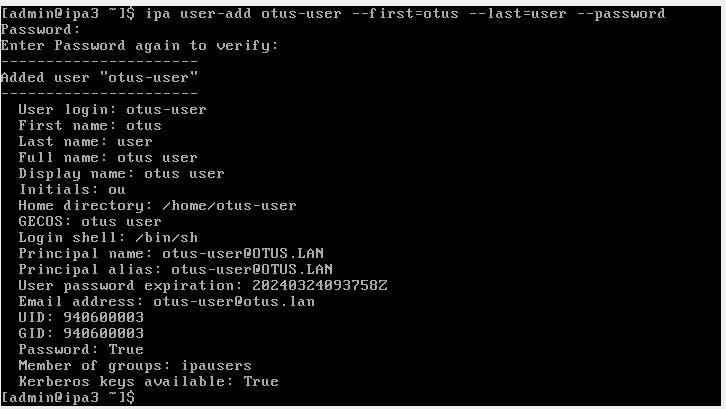 [admin@ipa3 ~]$ ipa user-add otus-user --first=otus --last=user --password
Password:
Enter Password again to verify:
----------------------
Added user "otus-user"
----------------------
  User login: otus-user
  First name: otus
  Last name: user
  Full name: otus user
  Display name: otus user
  Initials: ou
  Home directory: /home/otus-user
  GECOS: otus user
  Login shell: /bin/sh
  Principal name: otus-user@OTUS.LAN
  Principal alias: otus-user@OTUS.LAN
  User password expiration: 20240324093758Z
  Email address: otus-user@otus.lan
  UID: 940600003
  GID: 940600003
  Password: True
  Member of groups: ipausers
  Kerberos keys available: True
[admin@ipa3 ~]$